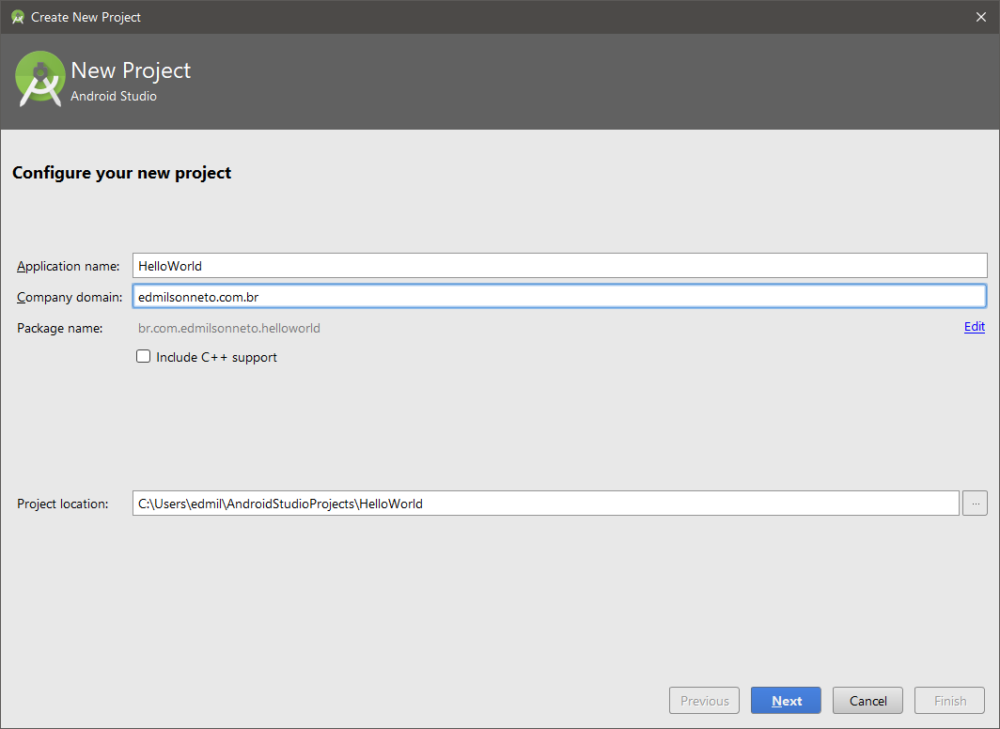 Create New Project
New Project
Android Studio
Configure your new project
Application name: HelloWorld
Company domain: edmilsonneto.com.br
Package name: br.com.edmilsonneto.helloworld Edit
Include C++ support
Project location: C:\Users\edmil\AndroidStudioProjects\HelloWorld ...
Previous Next Cancel Finish